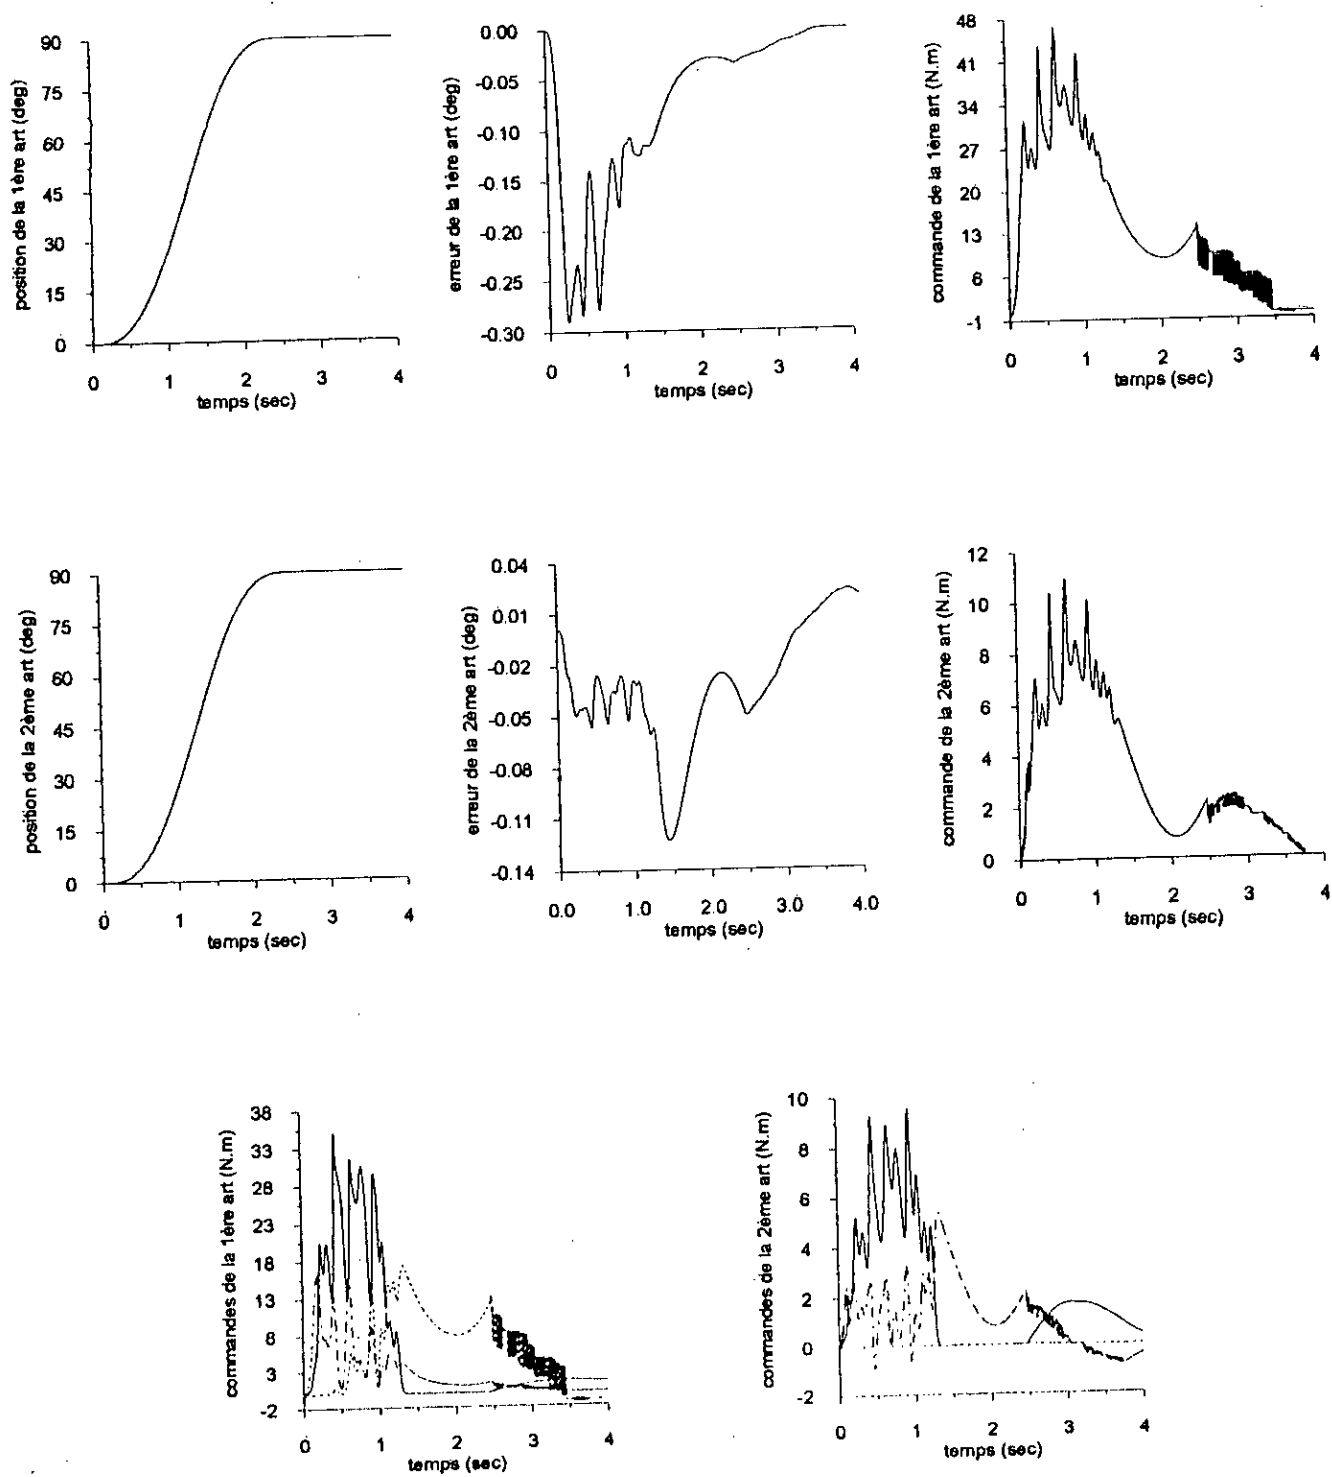 position de la 1ère art (deg)
90
75
60
45
30
15
0
0 1 2 3 4
temps (sec)
erreur de la 1ère art (deg)
0.00
-0.05
-0.10
-0.15
-0.20
-0.25
-0.30
0 1 2 3 4
temps (sec)
commande de la 1ère art (N.m)
48
41
34
27
20
13
6
-1
0 1 2 3 4
temps (sec)
position de la 2ème art (deg)
90
75
60
45
30
15
0
0 1 2 3 4
temps (sec)
erreur de la 2ème art (deg)
0.04
0.01
-0.02
-0.05
-0.08
-0.11
-0.14
0.0 1.0 2.0 3.0 4.0
temps (sec)
commande de la 2ème art (N.m)
12
10
8
6
4
2
0
0 1 2 3 4
temps (sec)
commandes de la 1ère art (N.m)
38
33
28
23
18
13
8
3
-2
0 1 2 3 4
temps (sec)
commandes de la 2ème art (N.m)
10
8
6
4
2
0
-2
0 1 2 3 4
temps (sec)